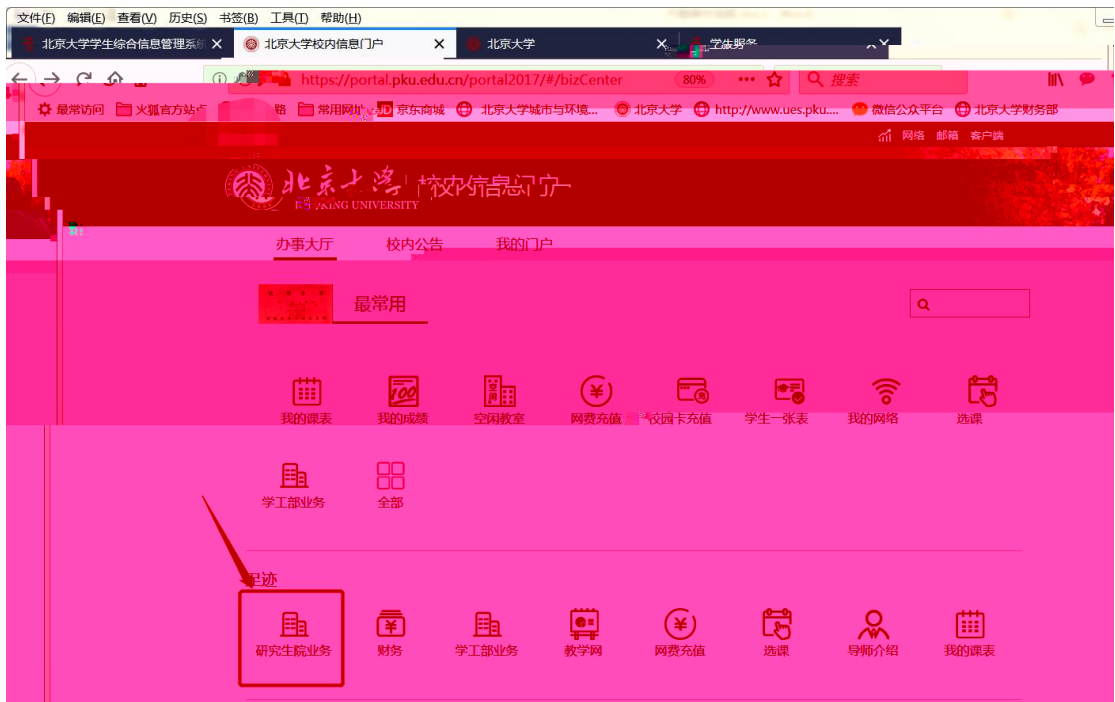 文件(F) 编辑(E) 查看(V) 历史(S) 书签(B) 工具(T) 帮助(H)
北京大学学生综合信息管理系统 × 北京大学校内信息门户 × 北京大学 ×
https://portal.pku.edu.cn/portal2017/#/bizCenter 80% 搜索
最常访问 火狐官方站点 常用网址 JD 京东商城 北京大学城市与环境... 北京大学 http://www.ues.pku.... 微信公众平台 北京大学财务部
网络 邮箱 客户端
北京大学 校内信息门户
UNIVERSITY
办事大厅 校内公告 我的门户
最常用
100 空闲 ¥
我的课表 我的成绩 空闲教室 网费充值 校园卡充值 学生一张表 我的网络 选课
学工部业务 全部
足迹
¥ ¥
研究生院业务 财务 学工部业务 教学网 网费充值 选课 导师介绍 我的课表